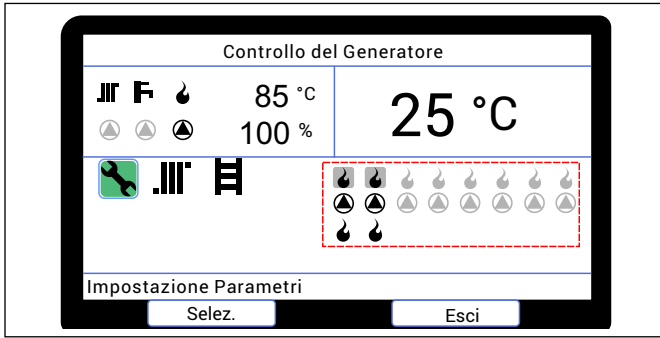 Controllo del Generatore
85 °C
100 %
25 °C
Impostazione Parametri
Selez.
Esci